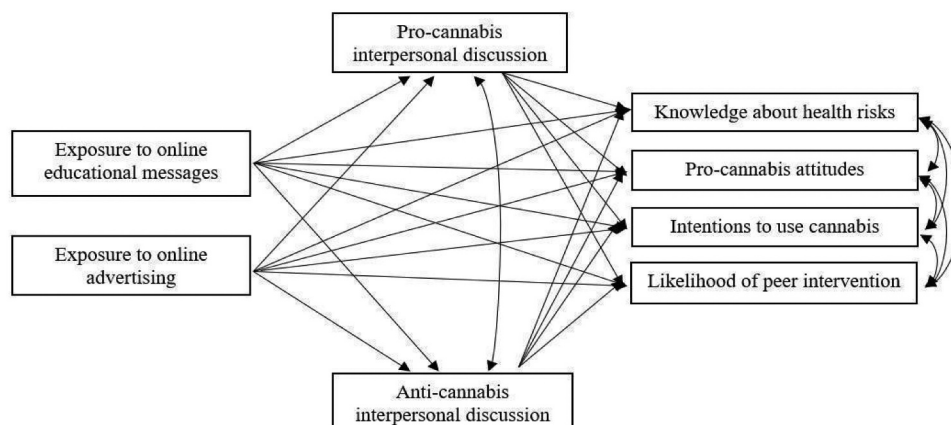 Pro-cannabis
interpersonal discussion
Exposure to online
educational messages
Exposure to online
advertising
Knowledge about health risks
Pro-cannabis attitudes
Intentions to use cannabis
Likelihood of peer intervention
Anti-cannabis
interpersonal discussion